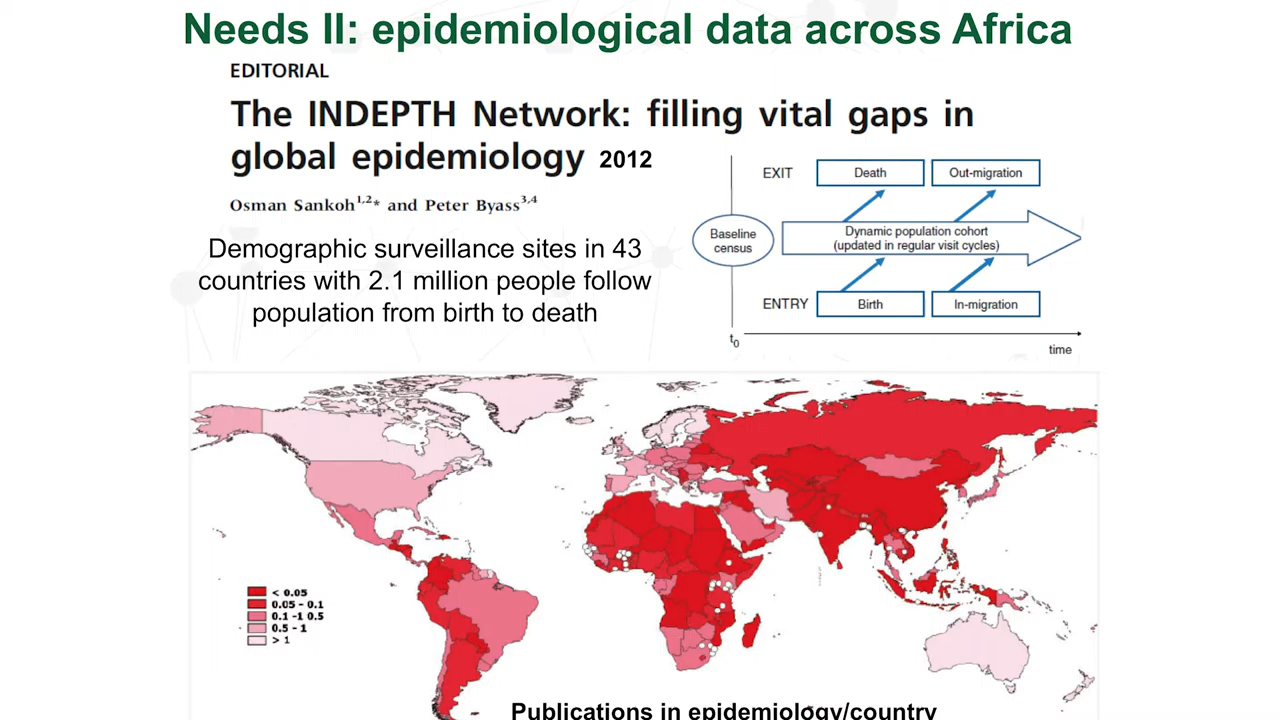 Needs II: epidemiological data across Africa
EDITORIAL
The INDEPTH Network: filling vital gaps in
global epidemiology 2012
Osman Sankoh1,2* and Peter Byass3,4
Demographic surveillance sites in 43
countries with 2.1 million people follow
population from birth to death
EXIT
Death
Out-migration
Baseline
census
Dynamic population cohort
(updated in regular visit cycles)
ENTRY
Birth
In-migration
t0
time
< 0.05
0.05 - 0.1
0.1 -1 0.5
0.5 - 1
> 1
Publications in epidemiology/country